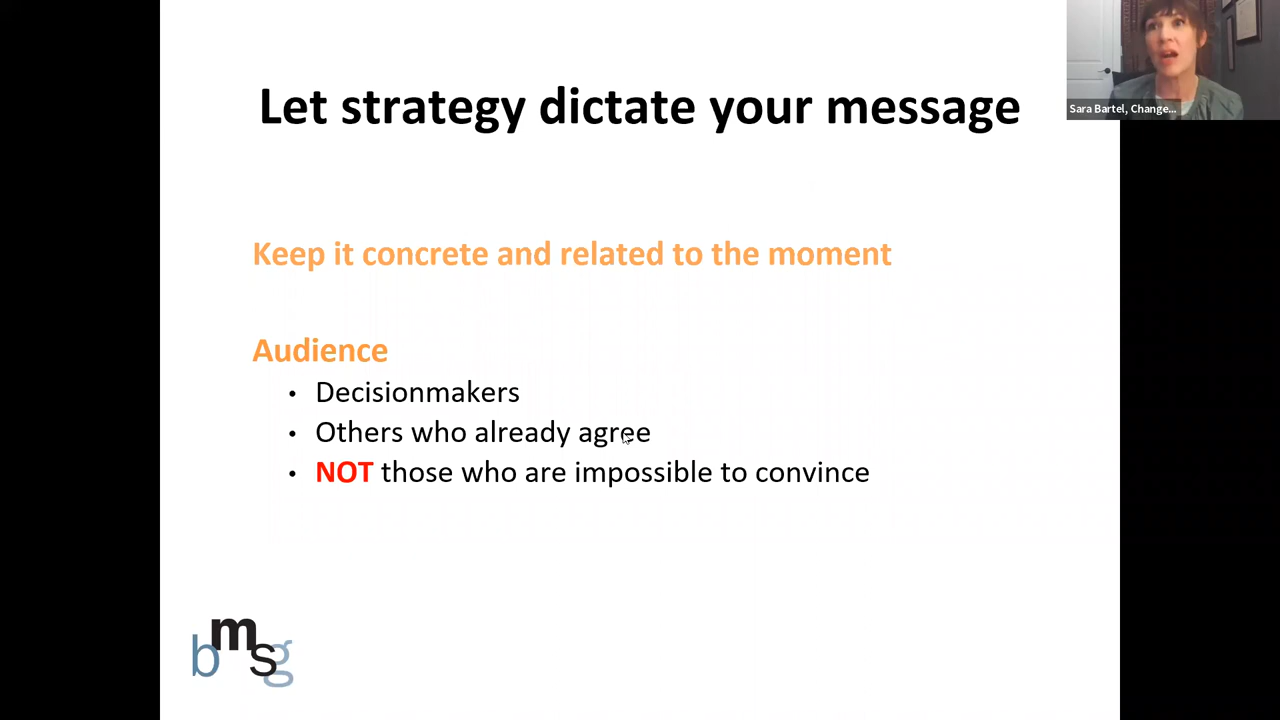 Let strategy dictate your message
Sara Bartel, Change...
Keep it concrete and related to the moment
Audience
• Decisionmakers
• Others who already agree
• NOT those who are impossible to convince
bmsg